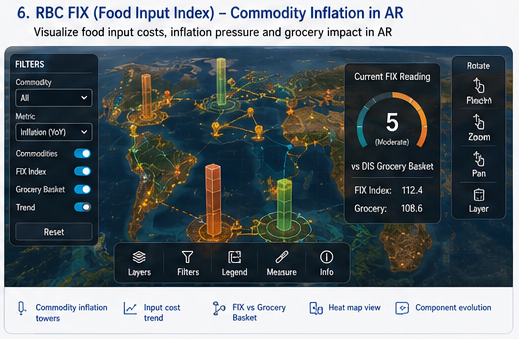 6. RBC FIX (Food Input Index) – Commodity Inflation in AR
Visualize food input costs, inflation pressure and grocery impact in AR
FILTERS
Commodity
All
Metric
Inflation (YoY)
Commodities
FIX Index
Grocery Basket
Trend
Reset
Current FIX Reading
5
(Moderate)
vs DIS Grocery Basket
FIX Index: 112.4
Grocery: 108.6
Rotate
Zoom
Pan
Layer
Layers
Filters
Legend
Measure
Info
Commodity inflation
towers
Input cost
trend
FIX vs Grocery
Basket
Heat map view
Component evolution